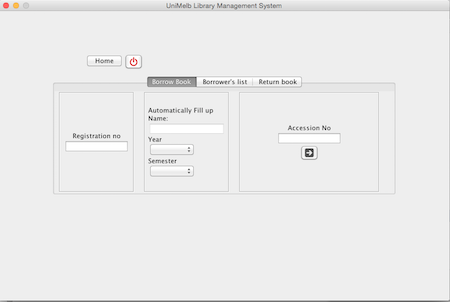 UniMelb Library Management System
Home
Borrow Book
Borrower's list
Return book
Registration no
Automatically Fill up
Name:
Year
Semester
Accession No